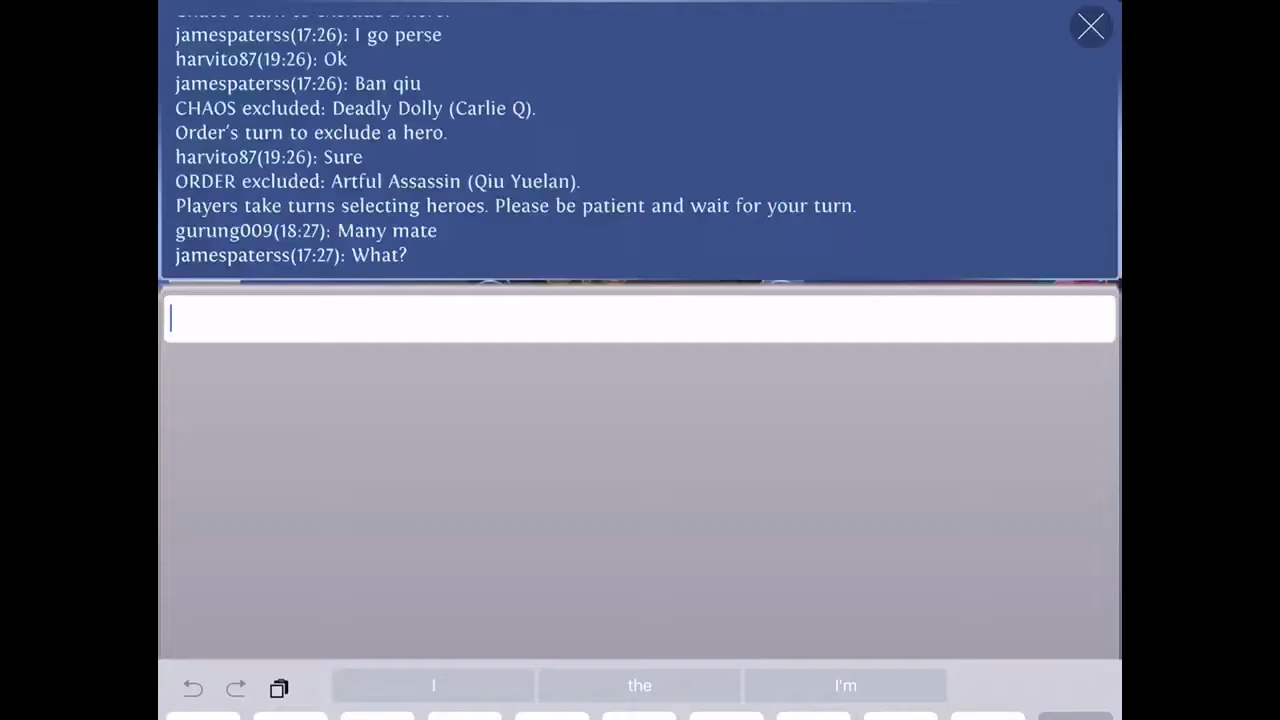 jamespaterss(17:26): I go perse
harvito87(19:26): Ok
jamespaterss(17:26): Ban qiu
CHAOS excluded: Deadly Dolly (Carlie Q).
Order's turn to exclude a hero.
harvito87(19:26): Sure
ORDER excluded: Artful Assassin (Qiu Yuelan).
Players take turns selecting heroes. Please be patient and wait for your turn.
gurung009(18:27): Many mate
jamespaterss(17:27): What?
I the I'm